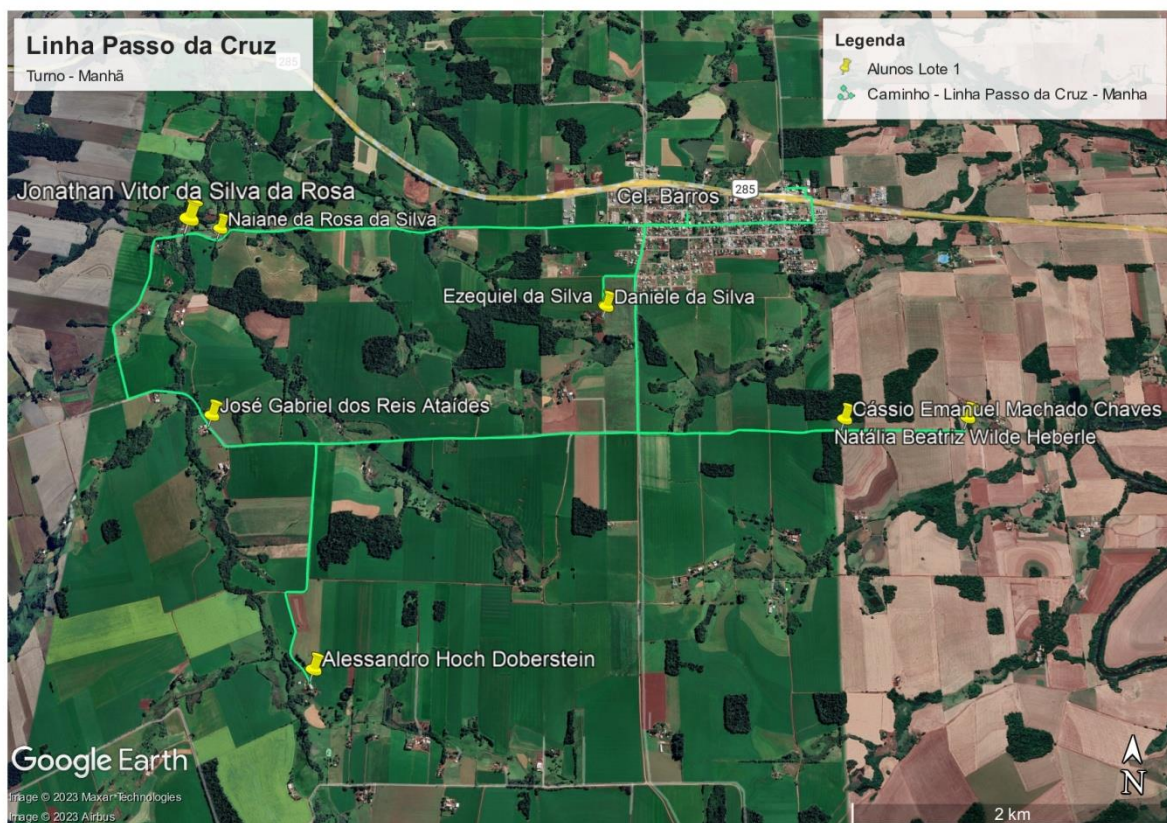 Linha Passo da Cruz
Turno - Manhã
285
Legenda
Alunos Lote 1
Caminho - Linha Passo da Cruz - Manha
Jonathan Vitor da Silva da Rosa
Naiane da Rosa da Silva
Cel. Barros
285
Ezequiel da Silva
Daniele da Silva
José Gabriel dos Reis Ataídes
Cássio Emanuel Machado Chaves
Natália Beatriz Wilde Heberle
Alessandro Hoch Doberstein
Google Earth
Image © 2023 Maxar Technologies
Image © 2023 Airbus
N
2 km